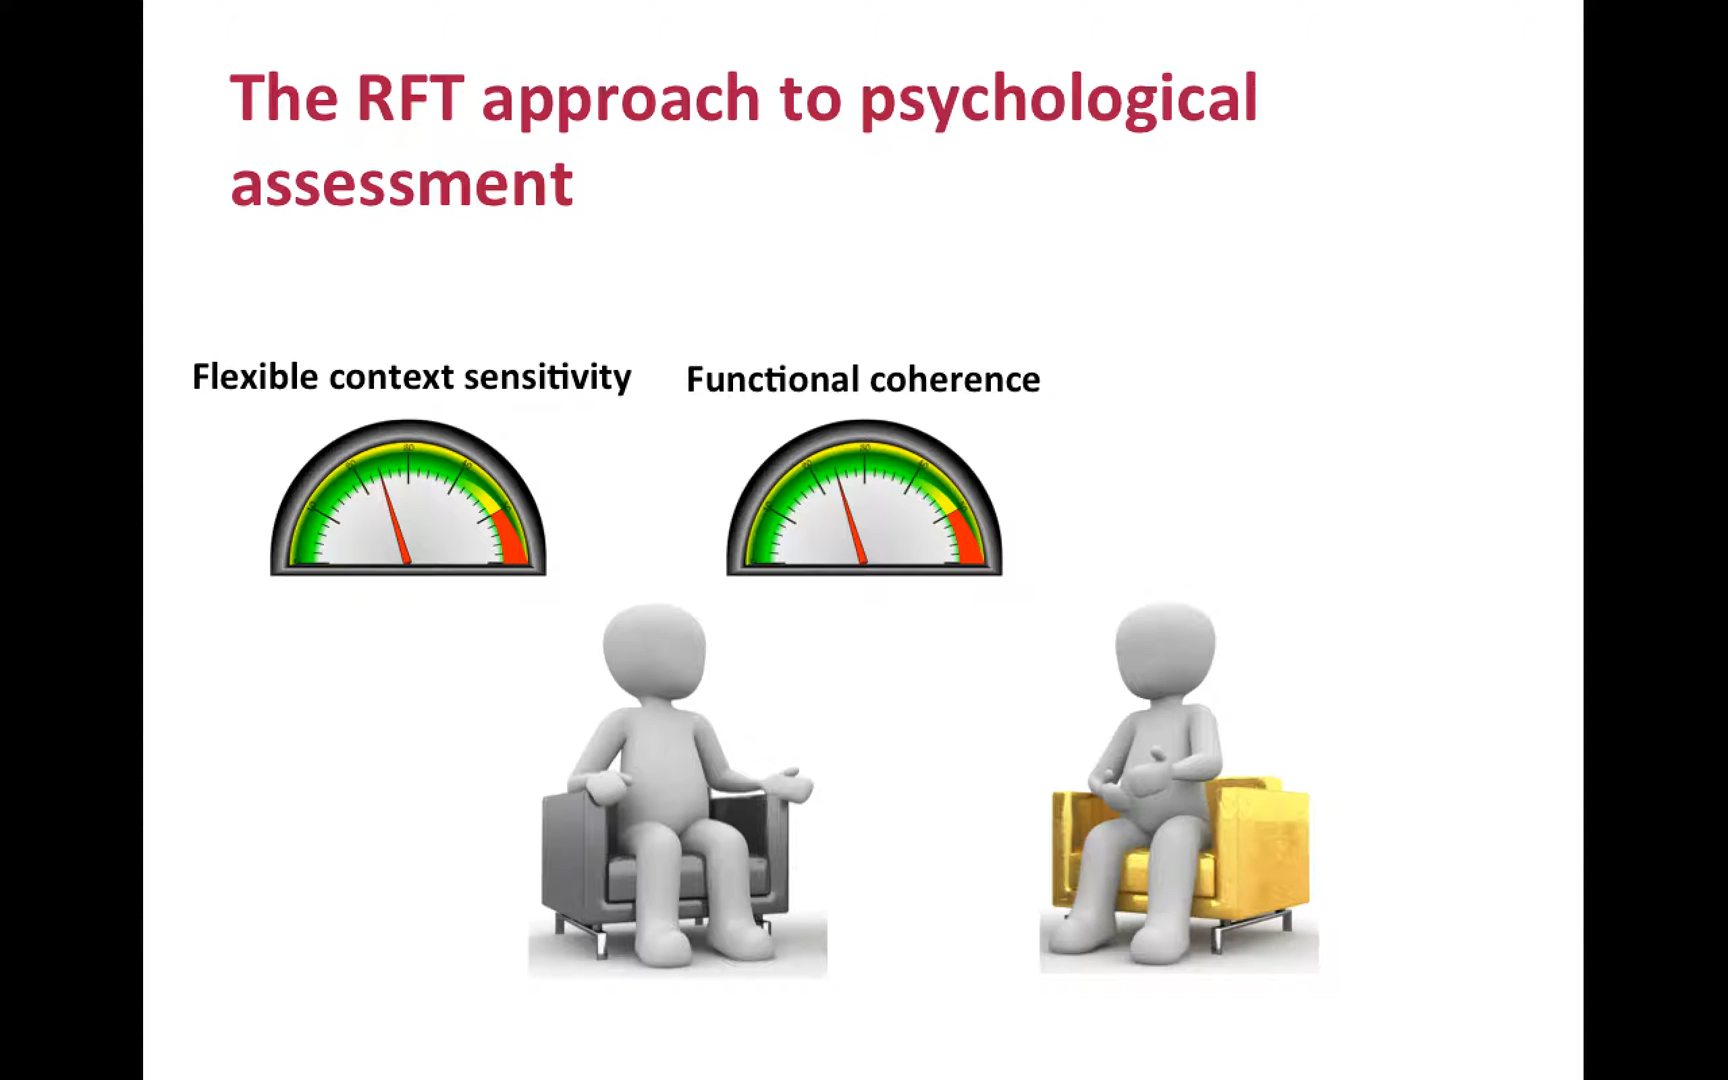 The RFT approach to psychological
assessment
Flexible context sensitivity
Functional coherence